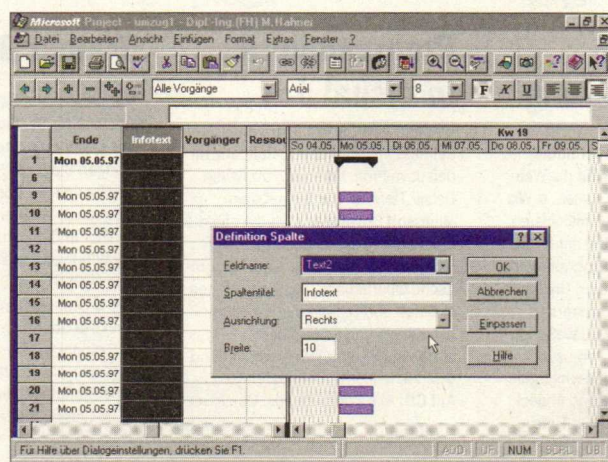 Microsoft Project - umzug1 - Dipl.-Ing.(FH) M.Hahner
Datei Bearbeiten Ansicht Einfügen Format Extras Fenster ?
Alle Vorgänge Arial 8 F K U
Kw 19
Ende Infotext Vorgänger Ressou So 04.05. Mo 05.05. Di 06.05. Mi 07.05. Do 08.05. Fr 09.05. S
1 Mon 05.05.97
6
9 Mon 05.05.97
10 Mon 05.05.97
11 Mon 05.05.97
12 Mon 05.05.97
13 Mon 05.05.97
14 Mon 05.05.97
15 Mon 05.05.97
16 Mon 05.05.97
17
18 Mon 05.05.97
19 Mon 05.05.97
20 Mon 05.05.97
21 Mon 05.05.97
Definition Spalte
Feldname: Text2 OK
Spaltentitel: Infotext Abbrechen
Ausrichtung: Rechts Einpassen
Breite: 10 Hilfe
Für Hilfe über Dialogeinstellungen, drücken Sie F1. NUM